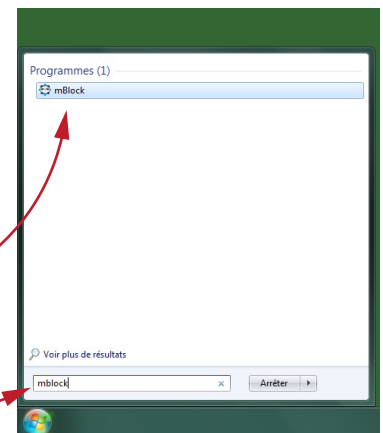 Programmes (1)
mBlock
Voir plus de résultats
mblock
Arrêter